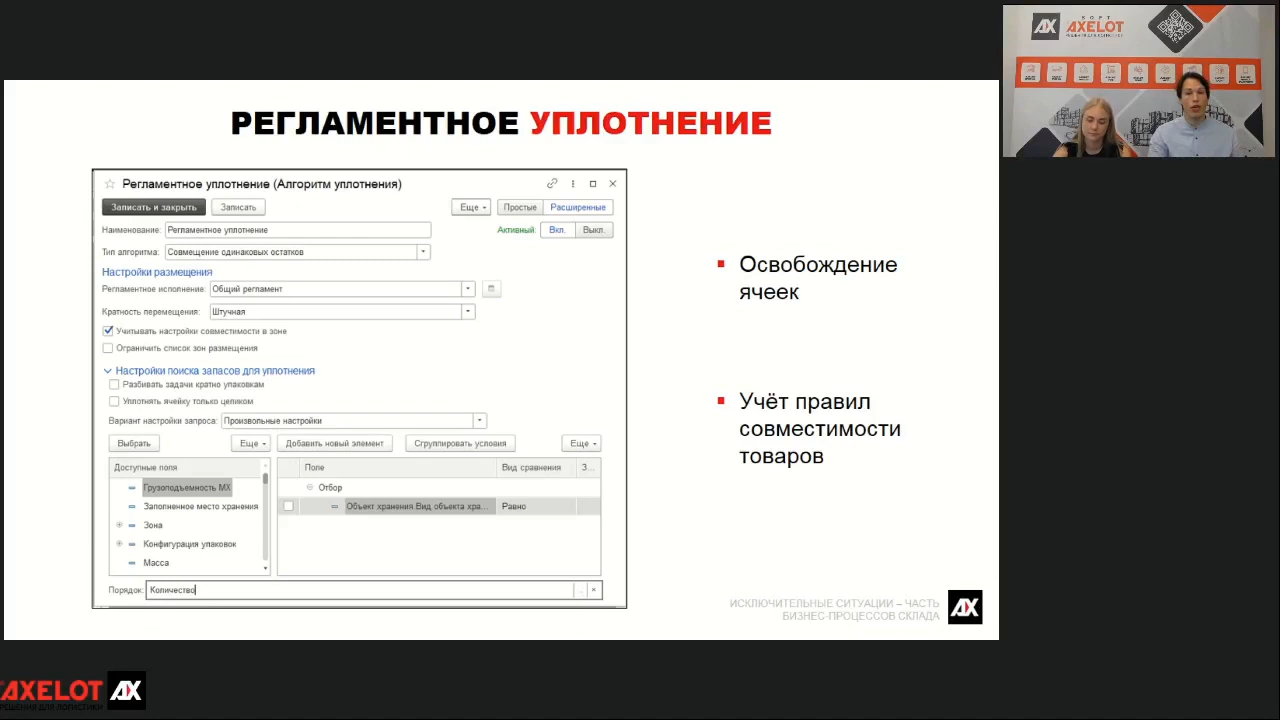 SOFT
AXELOT
РЕГЛАМЕНТНОЕ УПЛОТНЕНИЕ
Регламентное уплотнение (Алгоритм уплотнения)
Записать и закрыть Записать Еще Простые Расширенные
Наименование: Регламентное уплотнение Активный: Вкл. Выкл.
Тип алгоритма: Совмещение одинаковых остатков
Настройки размещения
Регламентное исполнение: Общий регламент
Кратность перемещения: Штучная
Учитывать настройки совместимости в зоне
Ограничить список зон размещения
Настройки поиска запасов для уплотнения
Разбивать задачи кратно упаковкам
Уплотнять ячейку только целиком
Вариант настройки запроса: Произвольные настройки
Выбрать Еще Добавить новый элемент Сгруппировать условия Еще
Доступные поля Поле Вид сравнения З...
Грузоподъемность МХ Отбор
Заполненное место хранения Объект хранения.Вид объекта хра... Равно
Зона
Конфигурация упаковок
Масса
Порядок: Количество
Освобождение
ячеек
Учёт правил
совместимости
товаров
ИСКЛЮЧИТЕЛЬНЫЕ СИТУАЦИИ – ЧАСТЬ
БИЗНЕС-ПРОЦЕССОВ СКЛАДА
AX
AXELOT AX
РЕШЕНИЯ ДЛЯ ЛОГИСТИКИ